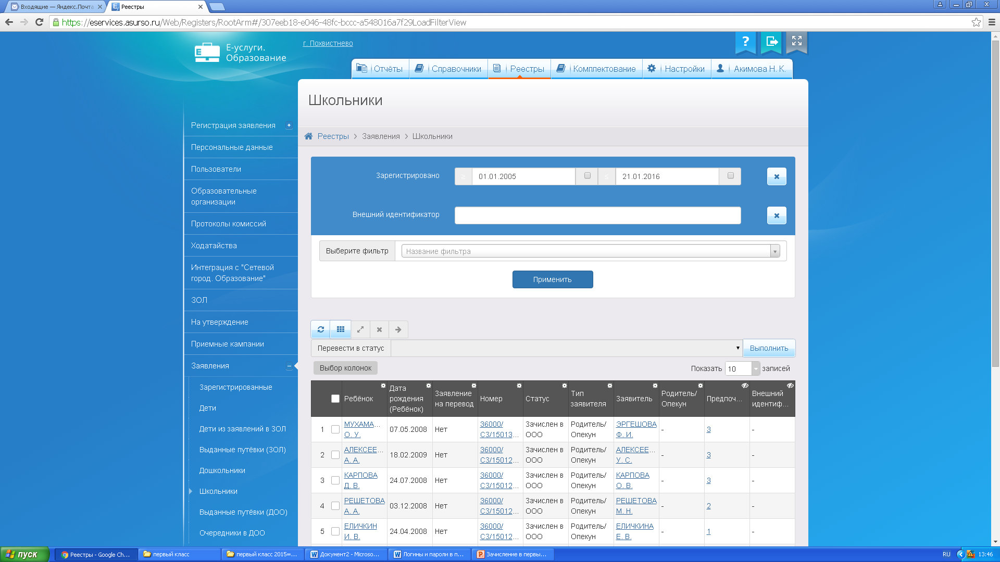 Входящие — Яндекс.Почта
Реестры
https://eservices.asurso.ru/Web/Registers/RootArm#/307eeb18-e046-48fc-bccc-a548016a7f29LoadFilterView
Е-услуги.
Образование
г. Похвистнево
?
Отчёты
Справочники
Реестры
Комплектование
Настройки
Акимова Н. К.
Школьники
Реестры > Заявления > Школьники
Регистрация заявления
Персональные данные
Пользователи
Образовательные
организации
Протоколы комиссий
Ходатайства
Интеграция с "Сетевой
город. Образование"
ЗОЛ
На утверждение
Приемные кампании
Заявления
Зарегистрированные
Дети
Дети из заявлений в ЗОЛ
Выданные путёвки (ЗОЛ)
Дошкольники
Школьники
Выданные путёвки (ДОО)
Очередники в ДОО
Зарегистрировано ≥ 01.01.2005 ≤ 21.01.2016
Внешний идентификатор
Выберите фильтр Название фильтра
Применить
Перевести в статус Выполнить
Выбор колонок Показать 10 записей
Ребёнок
Дата
рождения
(Ребёнок)
Заявление
на перевод
Номер
Статус
Тип
заявителя
Заявитель
Родитель/
Опекун
Предпоч...
Внешний
идентиф...
1 МУХАМА... 07.05.2008 Нет 36000/ Зачислен в Родитель/ ЭРГЕШОВА - 3 -
О. У. СЗ/15013... ООО Опекун Ф. И.
2 АЛЕКСЕЕ... 18.02.2009 Нет 36000/ Зачислен в Родитель/ АЛЕКСЕЕ... - 3 -
А. А. СЗ/15012... ООО Опекун У. С.
3 КАРПОВА 24.07.2008 Нет 36000/ Зачислен в Родитель/ КАРПОВА - 3 -
Д. В. СЗ/15012... ООО Опекун О. В.
4 РЕШЕТОВА 03.12.2008 Нет 36000/ Зачислен в Родитель/ РЕШЕТОВА - 2 -
А. А. СЗ/15012... ООО Опекун М. Н.
5 ЕЛИЧКИН 24.04.2008 Нет 36000/ Зачислен в Родитель/ ЕЛИЧКИНА - 1 -
И. В. СЗ/15012... ООО Опекун Е. В.
пуск
Реестры - Google Ch...
первый класс
первый класс 2015=...
Документ2 - Microso...
Логины и пароли в п...
Зачисление в первы...
RU
13:46